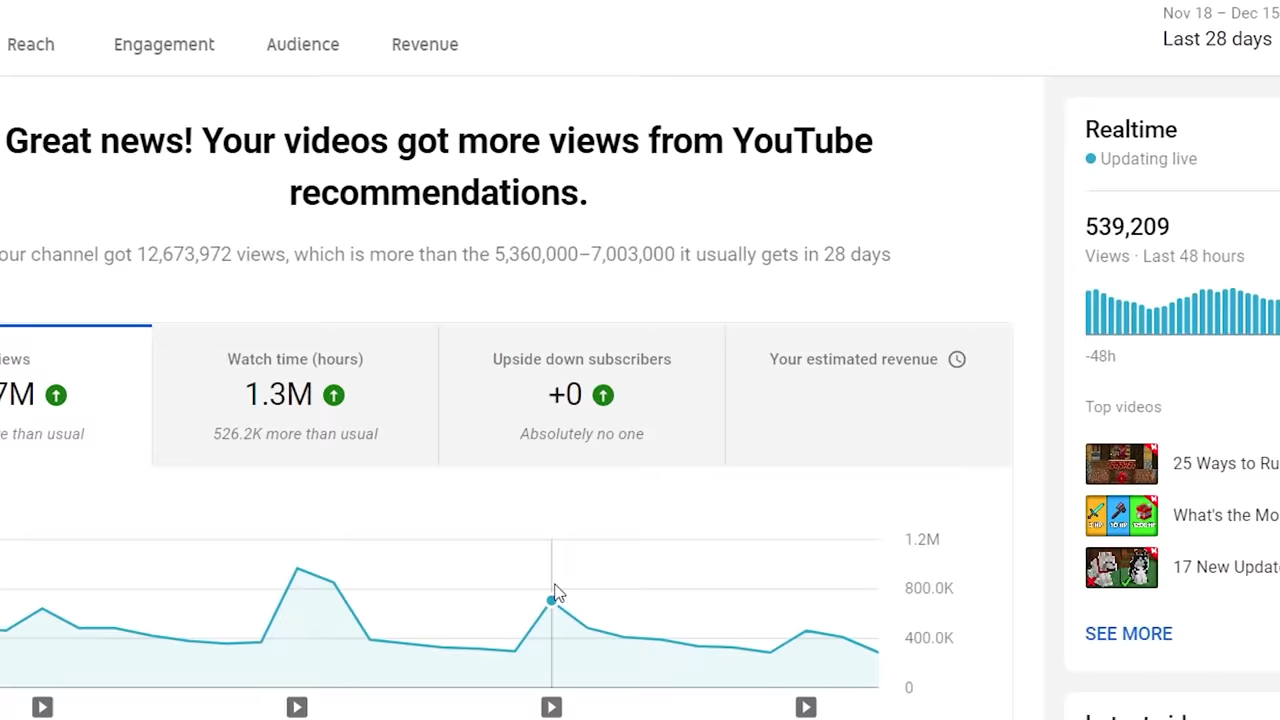 Reach Engagement Audience Revenue
Nov 18 – Dec 15
Last 28 days
Great news! Your videos got more views from YouTube
recommendations.
our channel got 12,673,972 views, which is more than the 5,360,000–7,003,000 it usually gets in 28 days
iews
7M
re than usual
Watch time (hours)
1.3M
526.2K more than usual
Upside down subscribers
+0
Absolutely no one
Your estimated revenue
1.2M
800.0K
400.0K
0
Realtime
Updating live
539,209
Views · Last 48 hours
-48h
Top videos
25 Ways to Ru
What's the Mo
17 New Updat
SEE MORE